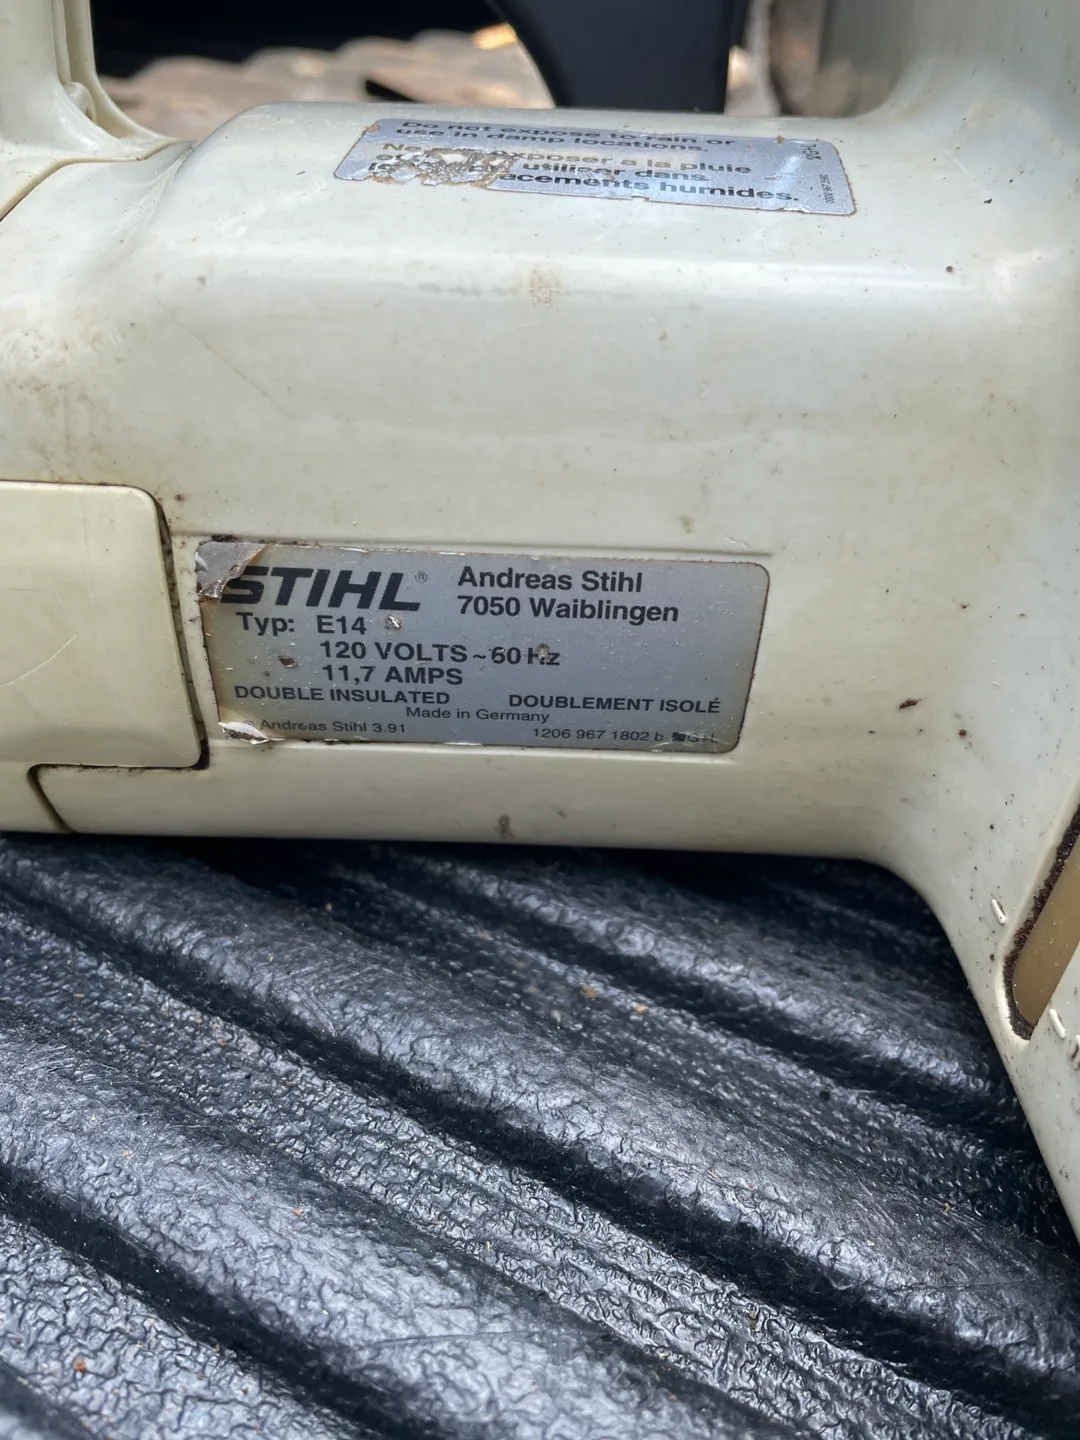 Do not expose to rain or
use in damp locations.
Ne exposer a la pluie
et utiliser dans
acements humides.
STIHL® Andreas Stihl
7050 Waiblingen
Typ: E14
120 VOLTS ~ 60 Hz
11,7 AMPS
DOUBLE INSULATED DOUBLEMENT ISOLÉ
Made in Germany
© Andreas Stihl 3.91 1206 967 1802 b